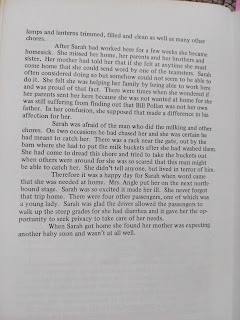 lamps and lanterns trimmed, filled and clean as well as many other
chores.
After Sarah had worked here for a few weeks she became
homesick. She missed her home, her parents and her brothers and
sister. Her mother had told her that if she felt at anytime she must
come home that she could send word by one of the teamsters. Sarah
often considered doing so but somehow could not seem to be able to
do it. She felt she was helping her family by being able to work here
and was proud of that fact. There were times when she wondered if
her parents sent her here because she was not wanted at home for she
was still suffering from finding out that Bill Pullan was not her own
father. In her confusion, she supposed that made a difference in his
affection for her.
Sarah was afraid of the man who did the milking and other
chores. On two occasions he had chased her and she was certain he
had meant to catch her. There was a rack near the gate, out by the
barn where she had to put the milk buckets after she had washed them.
She had come to dread this chore and tried to take the buckets out
when others were around for she was so scared that this man might
be able to catch her. She didn't tell anyone, but lived in terror of him.
Therefore it was a happy day for Sarah when word came
that she was needed at home. Mrs. Angle put her on the next north-
bound stage. Sarah was so excited it made her ill. She never forgot
that trip home. There were four other passengers, one of which was
a young lady. Sarah was glad the driver allowed the passengers to
walk up the steep grades for she had diarrhea and it gave her the op-
portunity to seek privacy to take care of her needs.
When Sarah got home she found her mother was expecting
another baby soon and wasn't at all well.